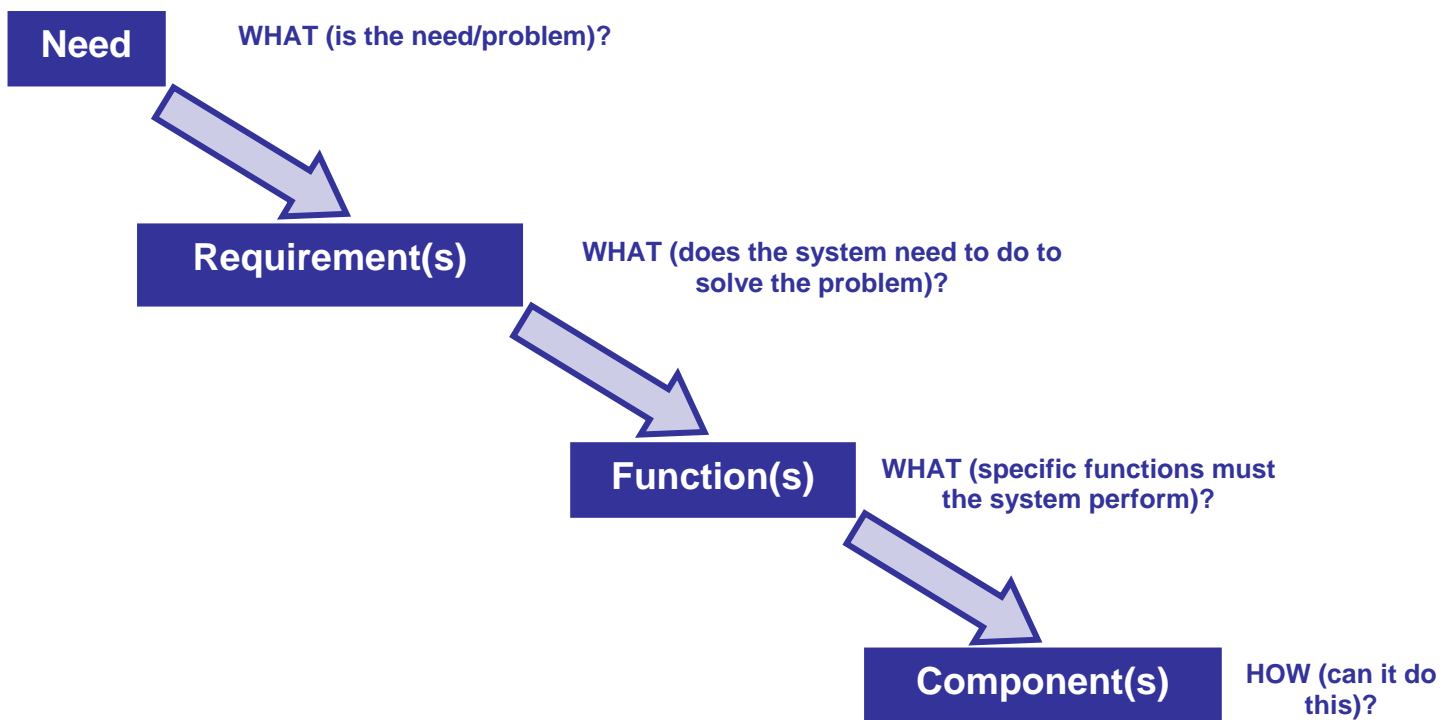 Need
WHAT (is the need/problem)?
Requirement(s)
WHAT (does the system need to do to
solve the problem)?
Function(s)
WHAT (specific functions must
the system perform)?
Component(s)
HOW (can it do
this)?